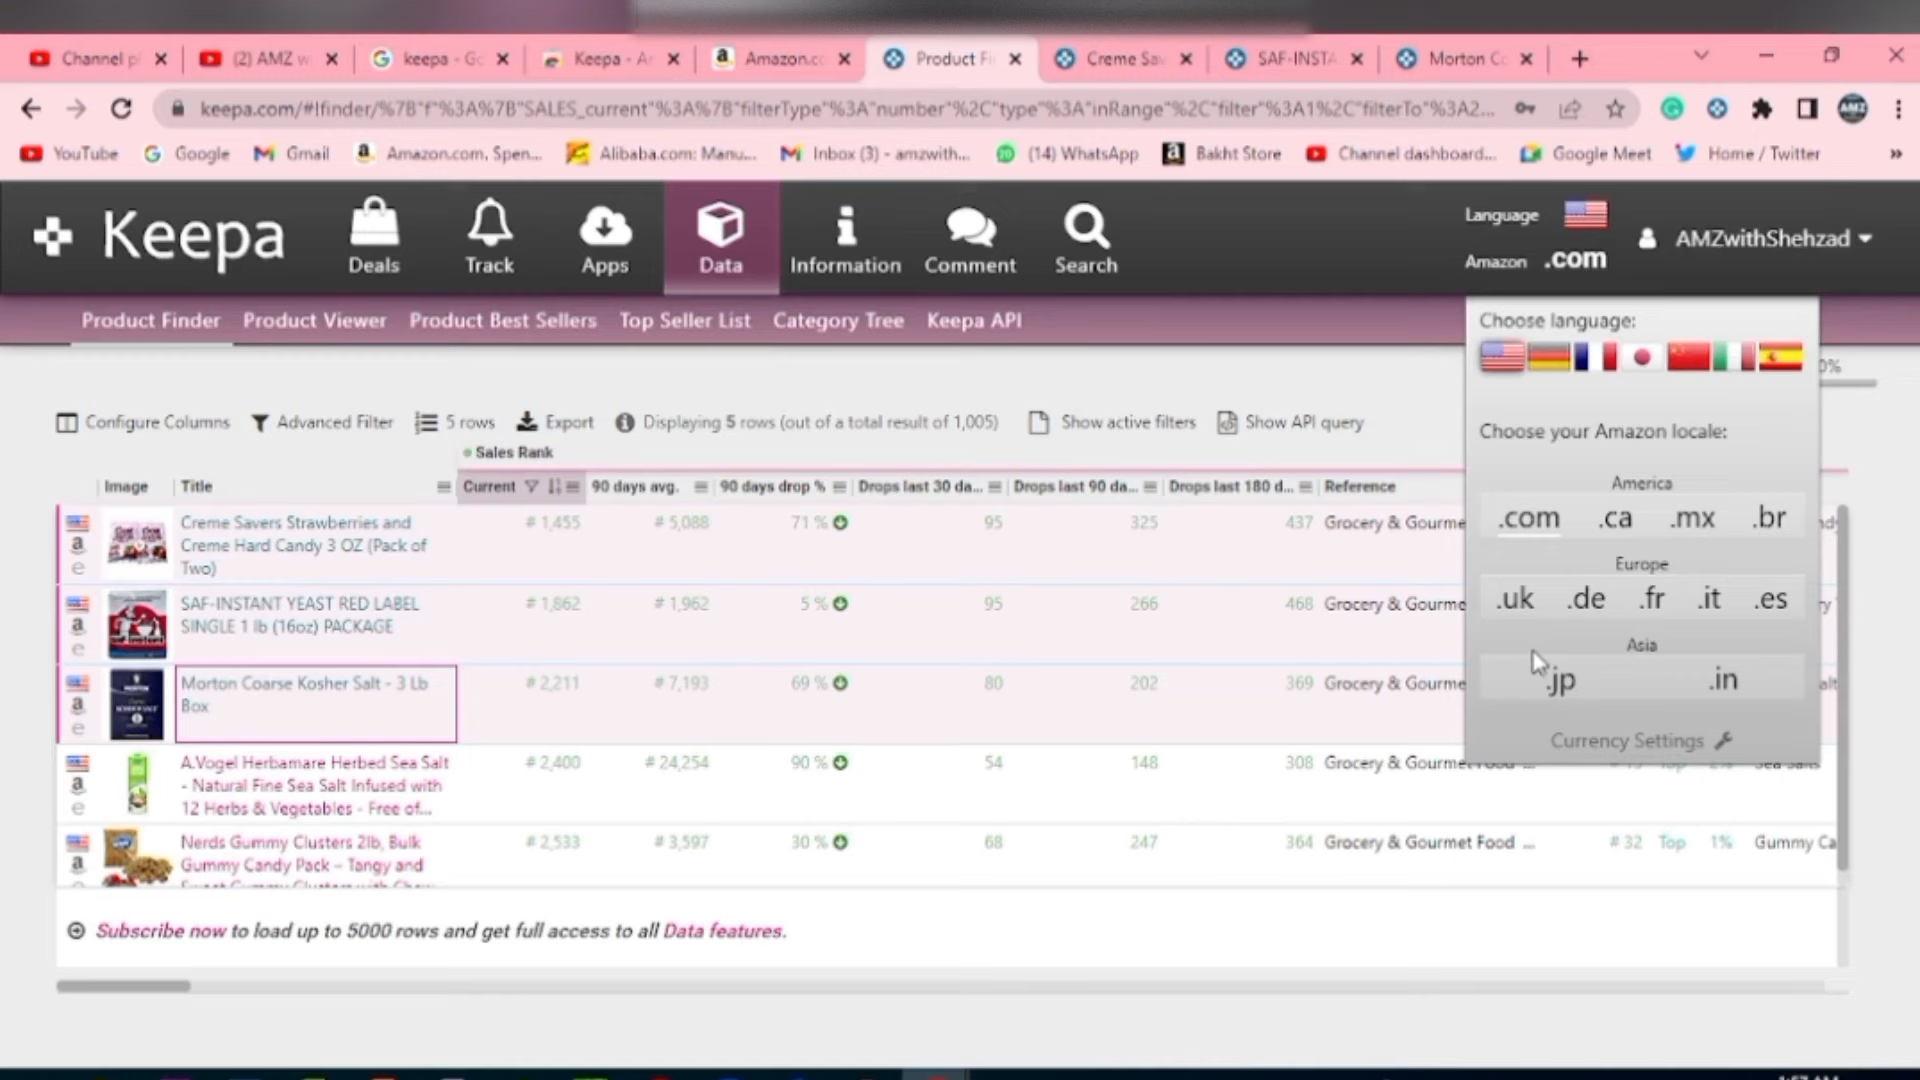 Channel p
(2) AMZ w
keepa - Go
Keepa - A
Amazon.c
Product Fi
Creme Sav
SAF-INSTA
Morton C
keepa.com/#!finder/%7B"f"%3A%7B"SALES_current"%3A%7B"filterType"%3A"number"%2C"type"%3A"inRange"%2C"filter"%3A1%2C"filterTo"%3A2...
AMZ
YouTube
Google
Gmail
Amazon.com. Spen...
Alibaba.com: Manu...
Inbox (3) - amzwith...
(14) WhatsApp
Bakht Store
Channel dashboard...
Google Meet
Home / Twitter
Keepa
Deals
Track
Apps
Data
Information
Comment
Search
Language
Amazon .com
AMZwithShehzad
Product Finder
Product Viewer
Product Best Sellers
Top Seller List
Category Tree
Keepa API
Choose language:
0%
Configure Columns
Advanced Filter
5 rows
Export
Displaying 5 rows (out of a total result of 1,005)
Show active filters
Show API query
Choose your Amazon locale:
America
.com .ca .mx .br
Europe
.uk .de .fr .it .es
Asia
.jp .in
Currency Settings
Sales Rank
Image
Title
Current
90 days avg.
90 days drop %
Drops last 30 da...
Drops last 90 da...
Drops last 180 d...
Reference
Creme Savers Strawberries and
Creme Hard Candy 3 OZ (Pack of
Two)
# 1,455
# 5,088
71 %
95
325
437
Grocery & Gourme
SAF-INSTANT YEAST RED LABEL
SINGLE 1 lb (16oz) PACKAGE
# 1,862
# 1,962
5 %
95
266
468
Grocery & Gourme
Morton Coarse Kosher Salt - 3 Lb
Box
# 2,211
# 7,193
69 %
80
202
369
Grocery & Gourme
A.Vogel Herbamare Herbed Sea Salt
- Natural Fine Sea Salt Infused with
12 Herbs & Vegetables - Free of...
# 2,400
# 24,254
90 %
54
148
308
Grocery & Gourmet Food ...
Sea Salts
Nerds Gummy Clusters 2lb, Bulk
Gummy Candy Pack – Tangy and
Sweet Gummy Clusters with Chew
# 2,533
# 3,597
30 %
68
247
364
Grocery & Gourmet Food ...
# 32
Top
1%
Gummy Ca
Subscribe now to load up to 5000 rows and get full access to all Data features.